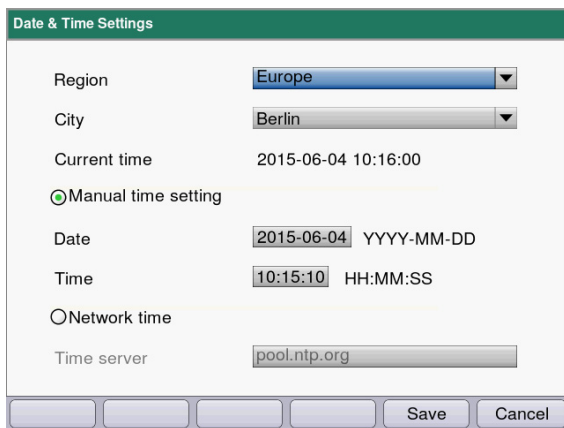 Date & Time Settings
Region Europe
City Berlin
Current time 2015-06-04 10:16:00
Manual time setting
Date 2015-06-04 YYYY-MM-DD
Time 10:15:10 HH:MM:SS
Network time
Time server pool.ntp.org
Save Cancel